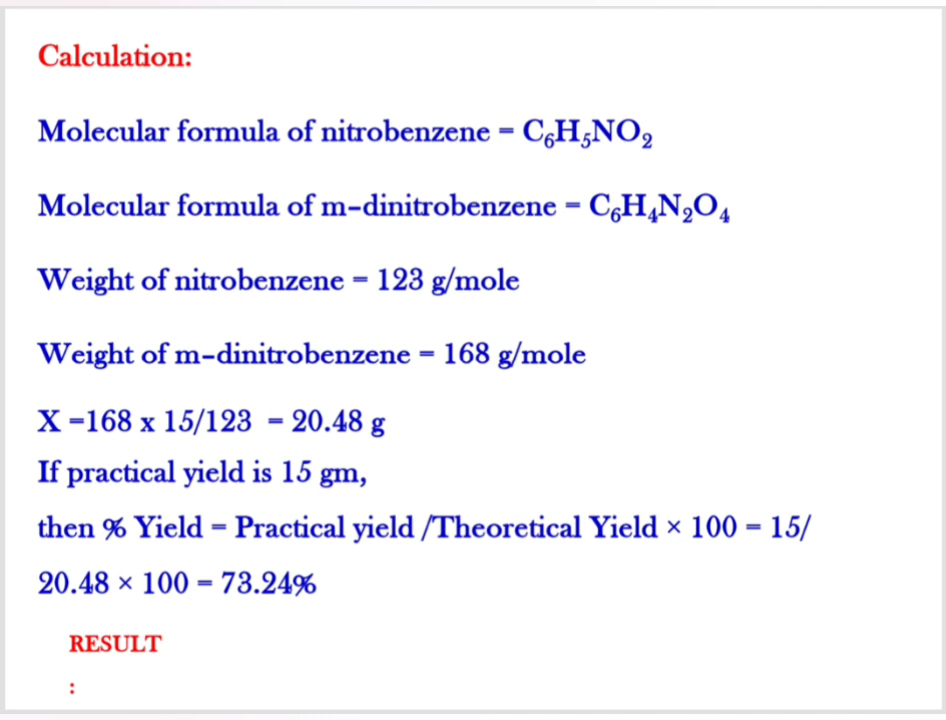 Calculation:
Molecular formula of nitrobenzene = C₆H₅NO₂
Molecular formula of m-dinitrobenzene = C₆H₄N₂O₄
Weight of nitrobenzene = 123 g/mole
Weight of m-dinitrobenzene = 168 g/mole
X =168 x 15/123 = 20.48 g
If practical yield is 15 gm,
then % Yield = Practical yield /Theoretical Yield × 100 = 15/
20.48 × 100 = 73.24%
RESULT
: